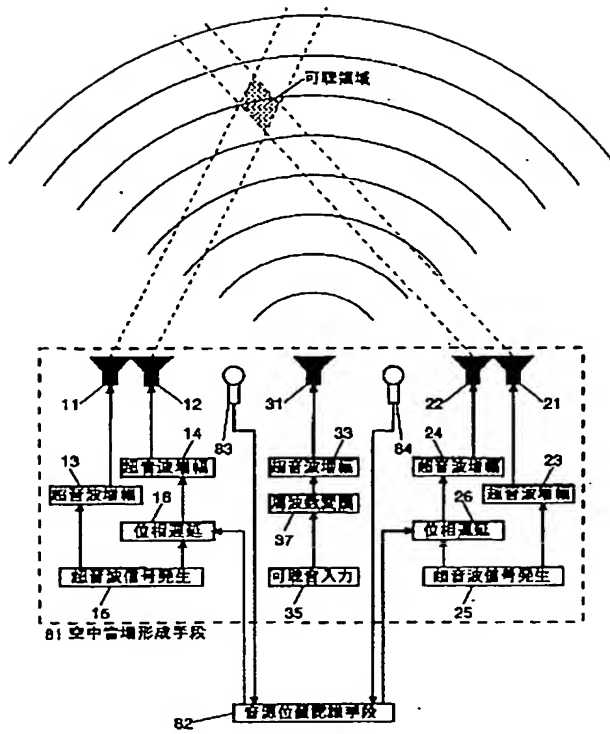 可聴領域
11
12
83
31
84
22
21
14
33
24
13
超音波増幅
超音波増幅
超音波増幅
23
超音波増幅
16
周波数変調
26
超音波増幅
位相遅延
37
位相遅延
超音波信号発生
可聴音入力
超音波信号発生
15
35
25
81 空中音場形成手段
音源位置認識手段
82